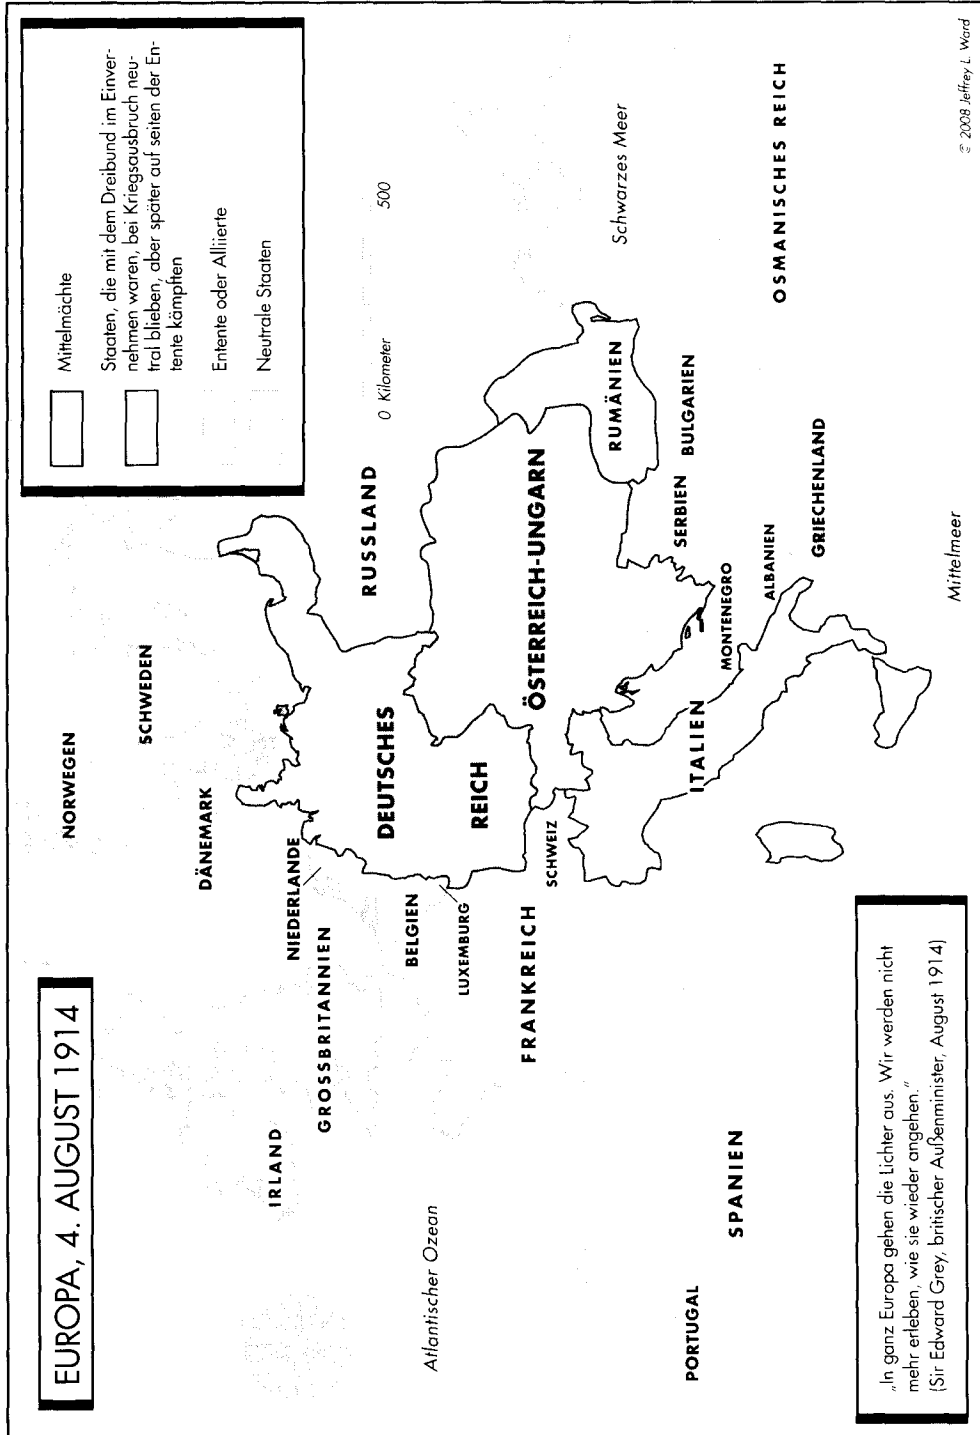 EUROPA, 4. AUGUST 1914
Mittelmächte
Staaten, die mit dem Dreibund im Einver-
nehmen waren, bei Kriegsausbruch neu-
tral blieben, aber später auf seiten der En-
tente kämpften
Entente oder Alliierte
Neutrale Staaten
0 Kilometer 500
NORWEGEN
SCHWEDEN
DÄNEMARK
IRLAND
GROSSBRITANNIEN
NIEDERLANDE
RUSSLAND
DEUTSCHES
REICH
BELGIEN
LUXEMBURG
Atlantischer Ozean
FRANKREICH
SCHWEIZ
ÖSTERREICH-UNGARN
RUMÄNIEN
Schwarzes Meer
SERBIEN
BULGARIEN
PORTUGAL
SPANIEN
ITALIEN
MONTENEGRO
ALBANIEN
GRIECHENLAND
OSMANISCHES REICH
Mittelmeer
„In ganz Europa gehen die Lichter aus. Wir werden nicht
mehr erleben, wie sie wieder angehen."
(Sir Edward Grey, britischer Außenminister, August 1914)
© 2008 Jeffrey L. Ward